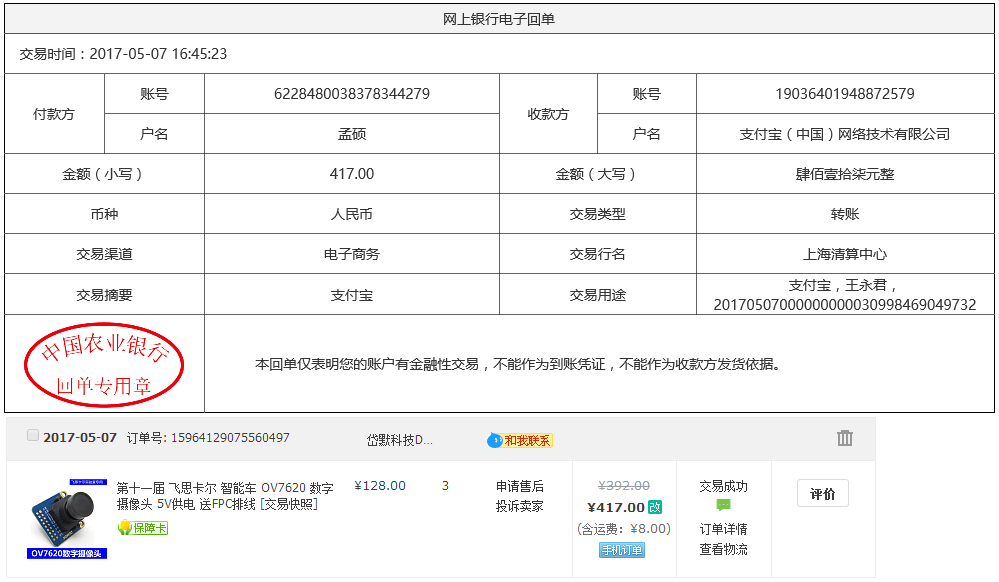 网上银行电子回单
交易时间：2017-05-07 16:45:23
付款方 账号 6228480038378344279 收款方 账号 19036401948872579
户名 孟硕 户名 支付宝（中国）网络技术有限公司
金额（小写） 417.00 金额（大写） 肆佰壹拾柒元整
币种 人民币 交易类型 转账
交易渠道 电子商务 交易行名 上海清算中心
交易摘要 支付宝 交易用途 支付宝，王永君，
20170507000000000030998469049732
中国农业银行
回单专用章
本回单仅表明您的账户有金融性交易，不能作为到账凭证，不能作为收款方发货依据。
2017-05-07 订单号: 15964129075560497 岱默科技D... 和我联系
OV7620数字摄像头
第十一届 飞思卡尔 智能车 OV7620 数字
摄像头 5V供电 送FPC排线 [交易快照]
保障卡
¥128.00
3
申请售后
投诉卖家
¥392.00
¥417.00 改
(含运费: ¥8.00)
手机订单
交易成功
订单详情
查看物流
评价